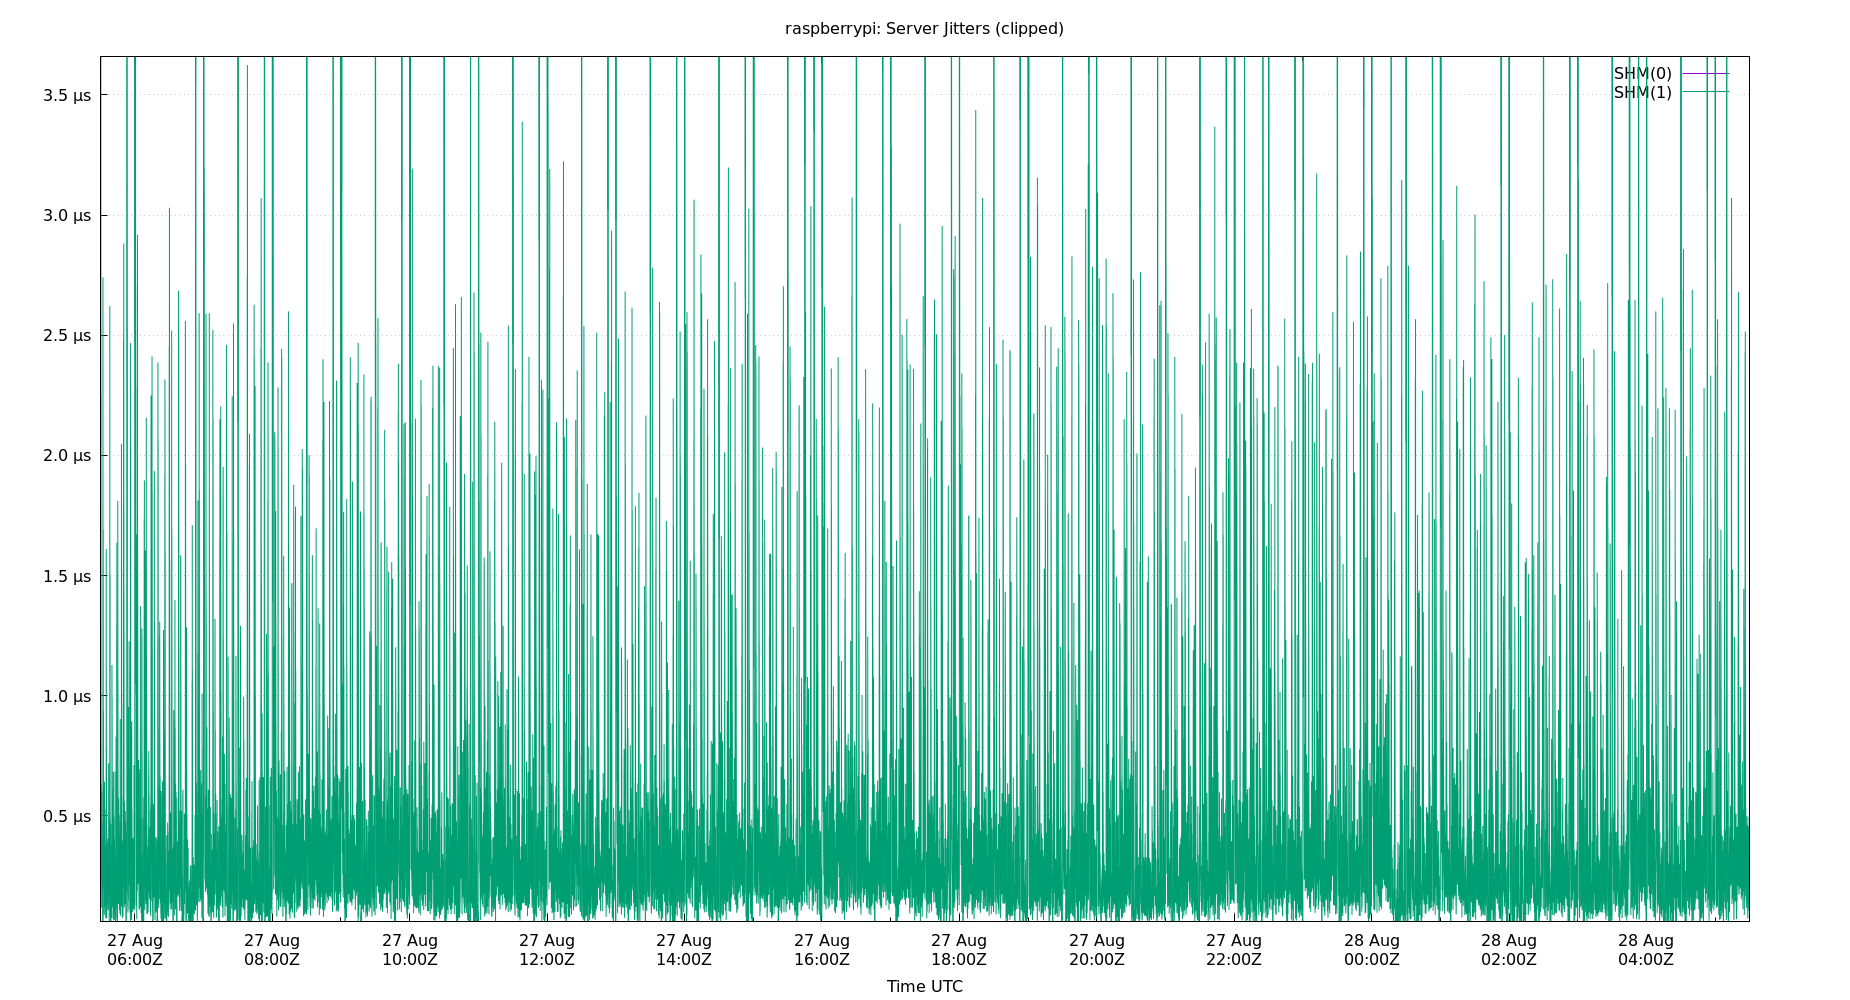 raspberrypi: Server Jitters (clipped)
SHM(0)
SHM(1)
3.5 µs
3.0 µs
2.5 µs
2.0 µs
1.5 µs
1.0 µs
0.5 µs
27 Aug 27 Aug 27 Aug 27 Aug 27 Aug 27 Aug 27 Aug 27 Aug 27 Aug 28 Aug 28 Aug 28 Aug
06:00Z 08:00Z 10:00Z 12:00Z 14:00Z 16:00Z 18:00Z 20:00Z 22:00Z 00:00Z 02:00Z 04:00Z
Time UTC